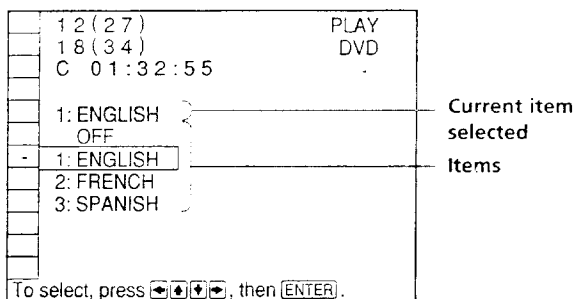 12(27) PLAY
18(34) DVD
C 01:32:55
1: ENGLISH
OFF
1: ENGLISH
2: FRENCH
3: SPANISH
Current item
selected
Items
To select, press ←↑↓→, then ENTER.